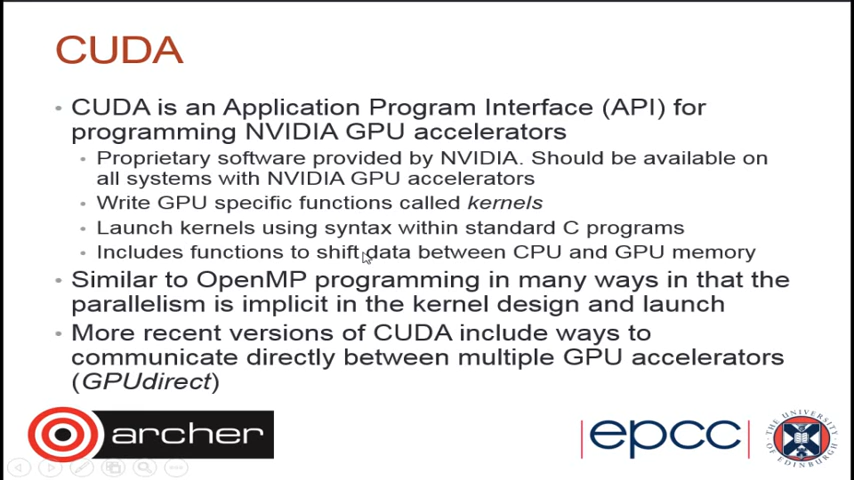 CUDA
• CUDA is an Application Program Interface (API) for
programming NVIDIA GPU accelerators
• Proprietary software provided by NVIDIA. Should be available on
all systems with NVIDIA GPU accelerators
• Write GPU specific functions called kernels
• Launch kernels using syntax within standard C programs
• Includes functions to shift data between CPU and GPU memory
• Similar to OpenMP programming in many ways in that the
parallelism is implicit in the kernel design and launch
• More recent versions of CUDA include ways to
communicate directly between multiple GPU accelerators
(GPUdirect)
archer
epcc
THE UNIVERSITY
TO EDINBURGH